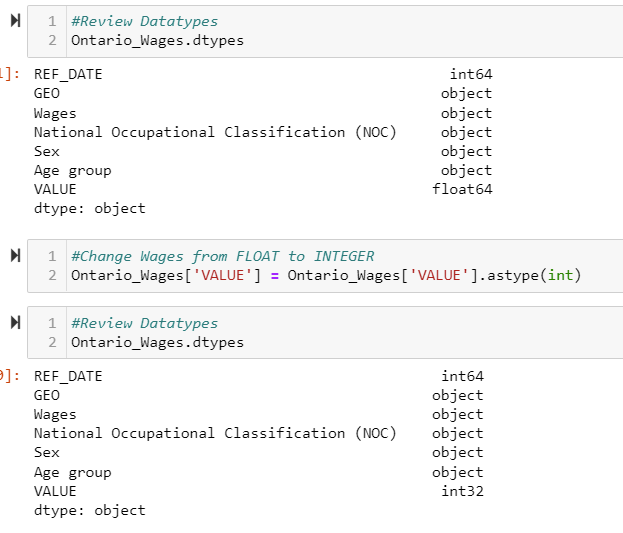 1 #Review Datatypes
2 Ontario_Wages.dtypes
]: REF_DATE int64
GEO object
Wages object
National Occupational Classification (NOC) object
Sex object
Age group object
VALUE float64
dtype: object
1 #Change Wages from FLOAT to INTEGER
2 Ontario_Wages['VALUE'] = Ontario_Wages['VALUE'].astype(int)
1 #Review Datatypes
2 Ontario_Wages.dtypes
]: REF_DATE int64
GEO object
Wages object
National Occupational Classification (NOC) object
Sex object
Age group object
VALUE int32
dtype: object